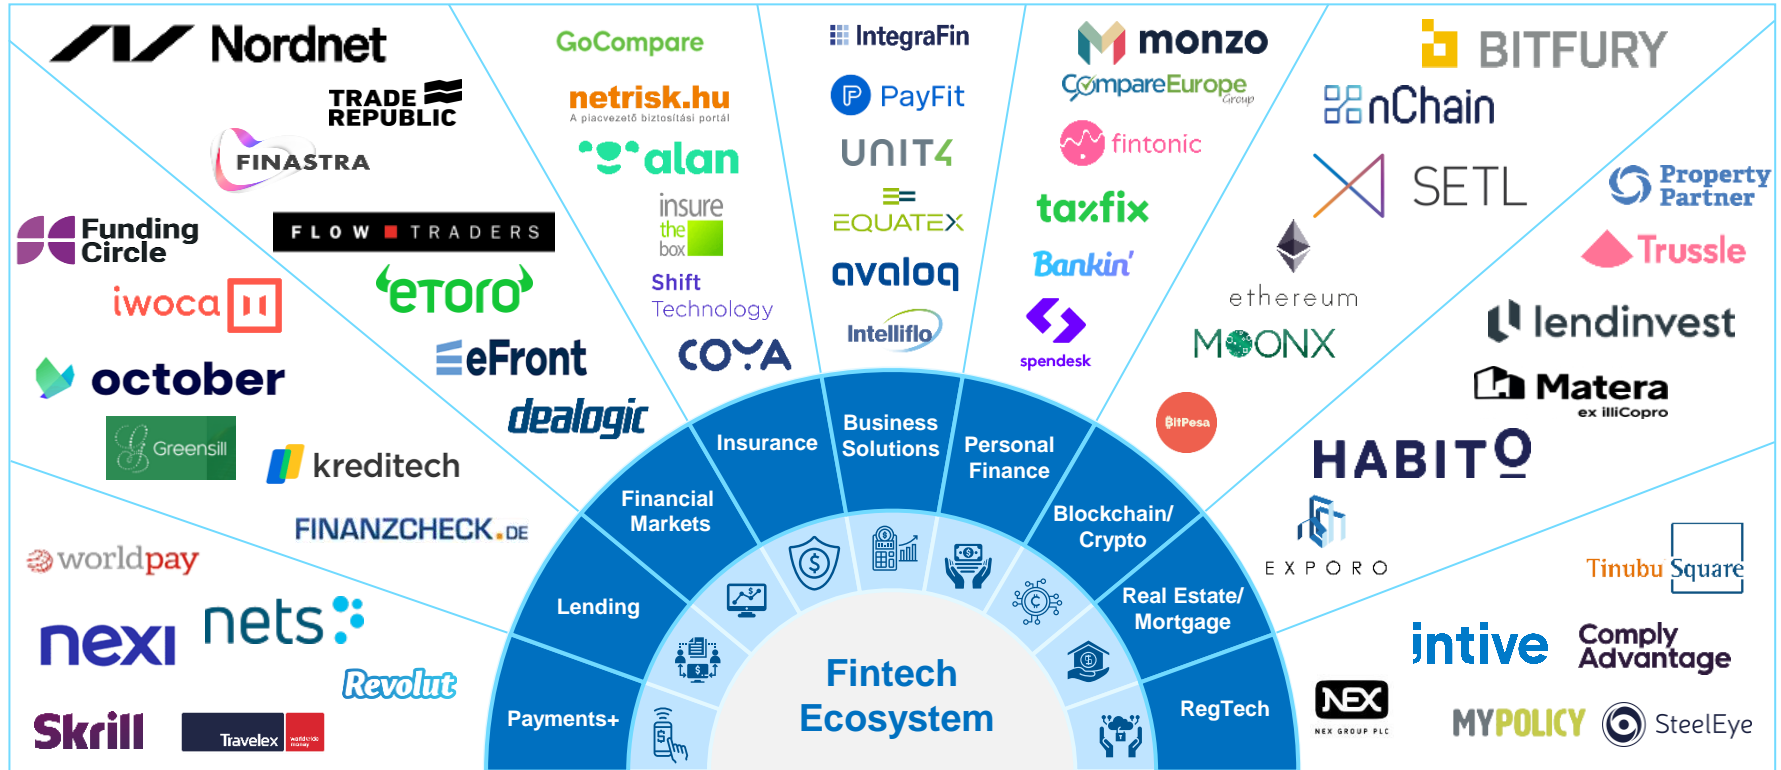 Nordnet
TRADE
REPUBLIC
FINASTRA
FLOW TRADERS
eToro
eFront
dealogic
GoCompare
netrisk.hu
A piacvezető biztosítási portál
alan
insure
the
box
Shift
Technology
COYA
IntegraFin
PayFit
UNIT4
EQUATEX
avaloq
Intelliflo
monzo
CompareEurope
Group
fintonic
taxfix
Bankin'
spendesk
BITFURY
nChain
SETL
ethereum
MOONX
BitPesa
Property
Partner
Trussle
lendinvest
Matera
ex illiCopro
HABITO
EXPORO
Funding
Circle
iwoca
october
Greensill
kreditech
FINANZCHECK.DE
worldpay
nexi
nets
Revolut
Skrill
Travelex
worldwide
money
Tinubu Square
intive
Comply
Advantage
NEX
NEX GROUP PLC
MYPOLICY
SteelEye
Payments+
Lending
Financial
Markets
Insurance
Business
Solutions
Personal
Finance
Blockchain/
Crypto
Real Estate/
Mortgage
RegTech
Fintech
Ecosystem